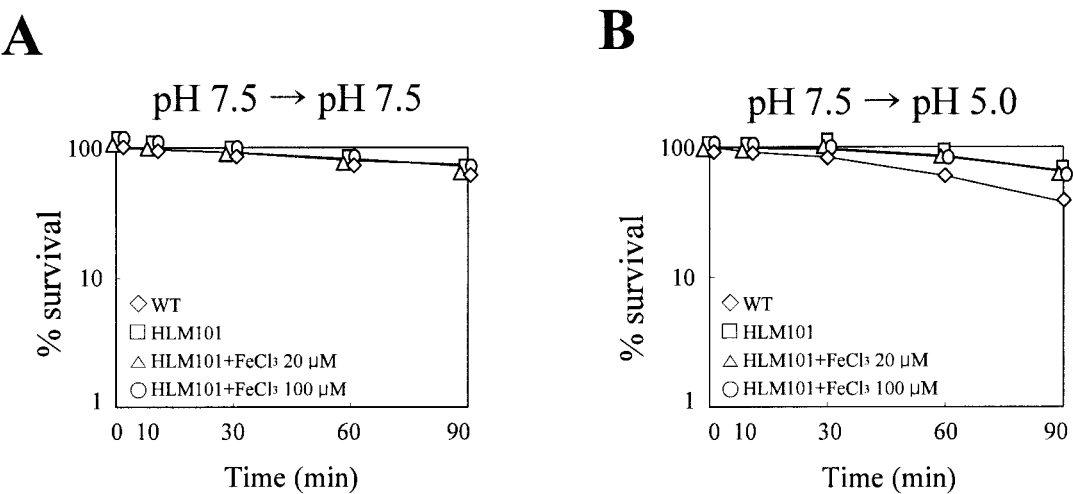 A
pH 7.5 → pH 7.5
100
10
1
% survival
WT
HLM101
HLM101+FeCl₃ 20 µM
HLM101+FeCl₃ 100 µM
0 10 30 60 90
Time (min)
B
pH 7.5 → pH 5.0
100
10
1
% survival
WT
HLM101
HLM101+FeCl₃ 20 µM
HLM101+FeCl₃ 100 µM
0 10 30 60 90
Time (min)